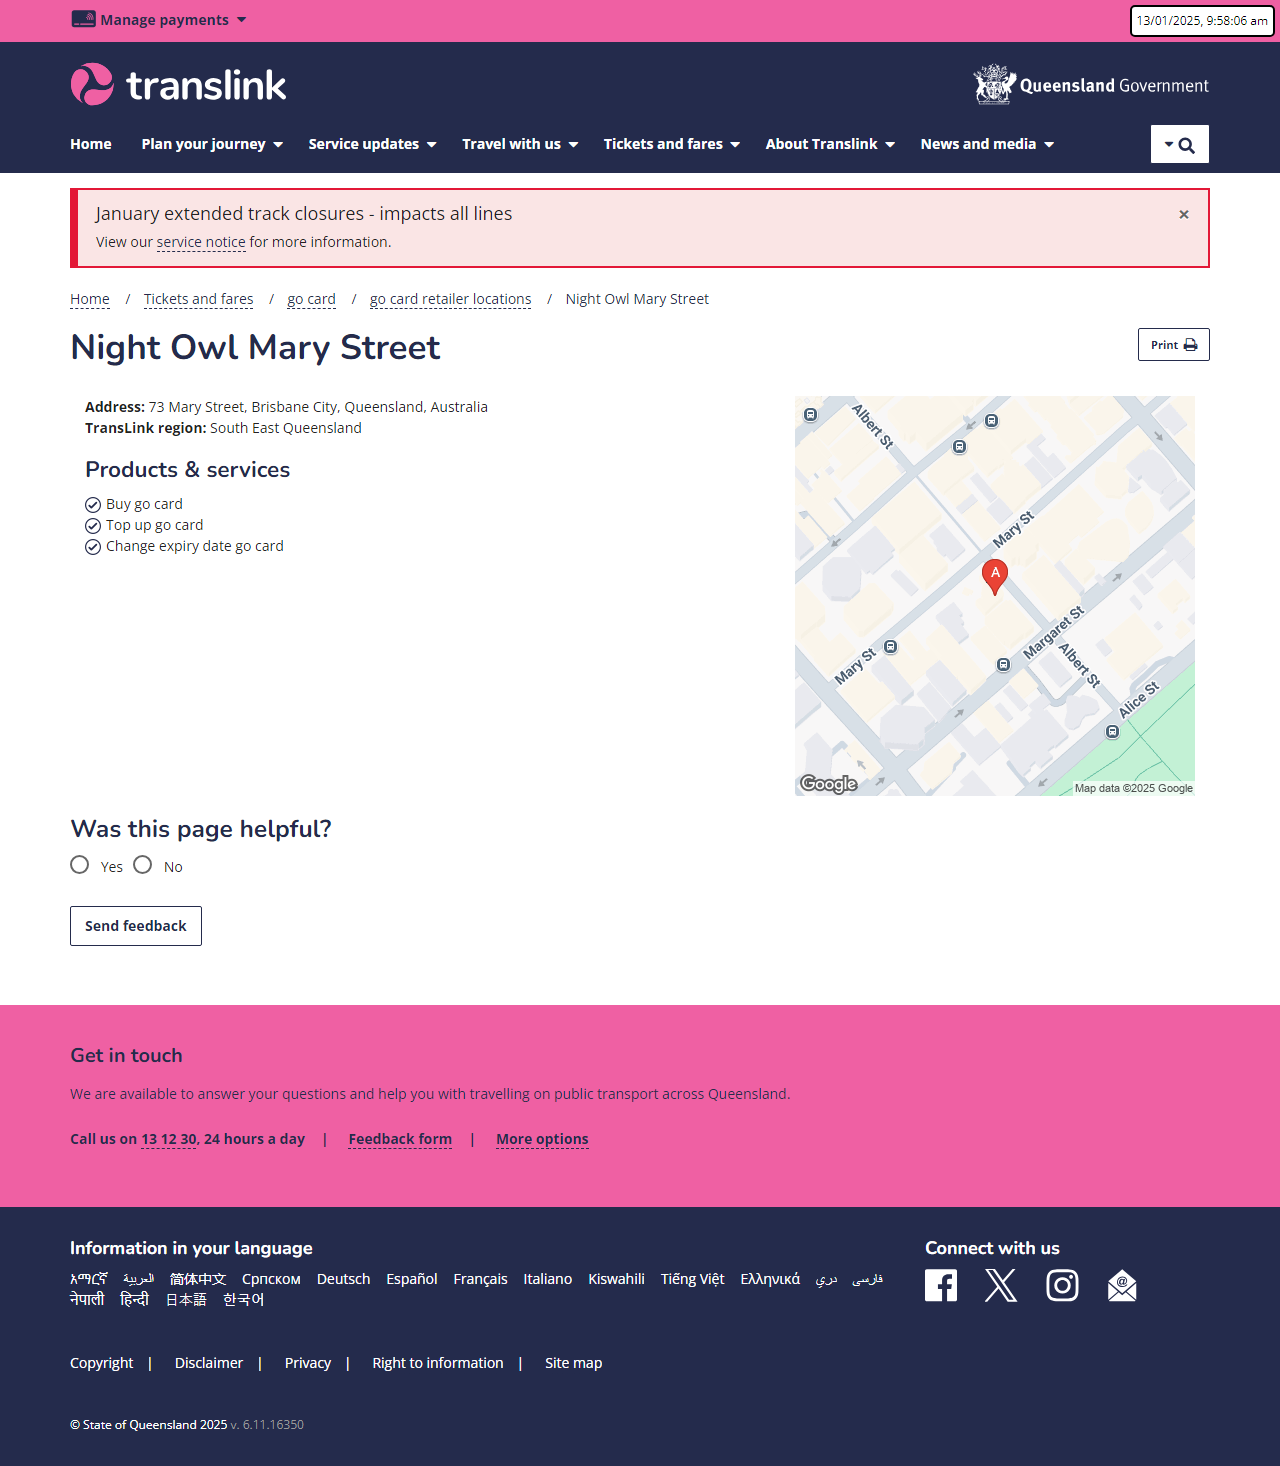 Manage payments
13/01/2025, 9:58:06 am
translink
Queensland Government
Home
Plan your journey
Service updates
Travel with us
Tickets and fares
About Translink
News and media
January extended track closures - impacts all lines
×
View our service notice for more information.
Home / Tickets and fares / go card / go card retailer locations / Night Owl Mary Street
Night Owl Mary Street
Print
Address: 73 Mary Street, Brisbane City, Queensland, Australia
TransLink region: South East Queensland
Products & services
Buy go card
Top up go card
Change expiry date go card
Albert St
Mary St
A
Margaret St
Mary St
Albert St
Alice St
Google
Map data ©2025 Google
Was this page helpful?
Yes
No
Send feedback
Get in touch
We are available to answer your questions and help you with travelling on public transport across Queensland.
Call us on 13 12 30, 24 hours a day | Feedback form | More options
Information in your language
አማርኛ العربية 简体中文 Српском Deutsch Español Français Italiano Kiswahili Tiếng Việt Ελληνικά دري فارسی
नेपाली हिन्दी 日本語 한국어
Connect with us
Copyright | Disclaimer | Privacy | Right to information | Site map
© State of Queensland 2025 v. 6.11.16350